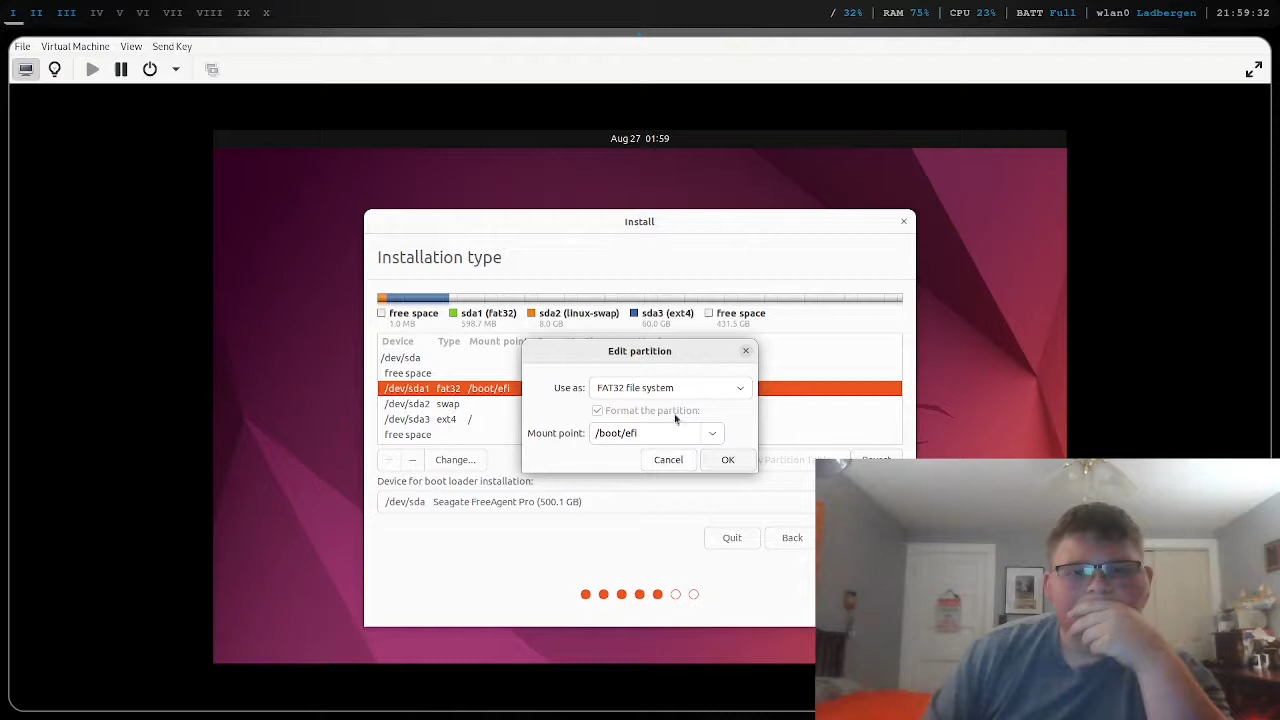 I II III IV V VI VII VIII IX X / 32% | RAM 75% | CPU 23% | BATT Full | wlan0 Ladbergen | 21:59:32
File Virtual Machine View Send Key
Aug 27 01:59
Install
Installation type
free space sda1 (fat32) sda2 (linux-swap) sda3 (ext4) free space
1.0 MB 598.7 MB 8.0 GB 60.0 GB 431.5 GB
Device Type Mount poin
/dev/sda
free space
/dev/sda1 fat32 /boot/efi
/dev/sda2 swap
/dev/sda3 ext4 /
free space
Edit partition
Use as: FAT32 file system
Format the partition:
Mount point: /boot/efi
Cancel OK
Change...
Device for boot loader installation:
/dev/sda Seagate FreeAgent Pro (500.1 GB)
Quit Back